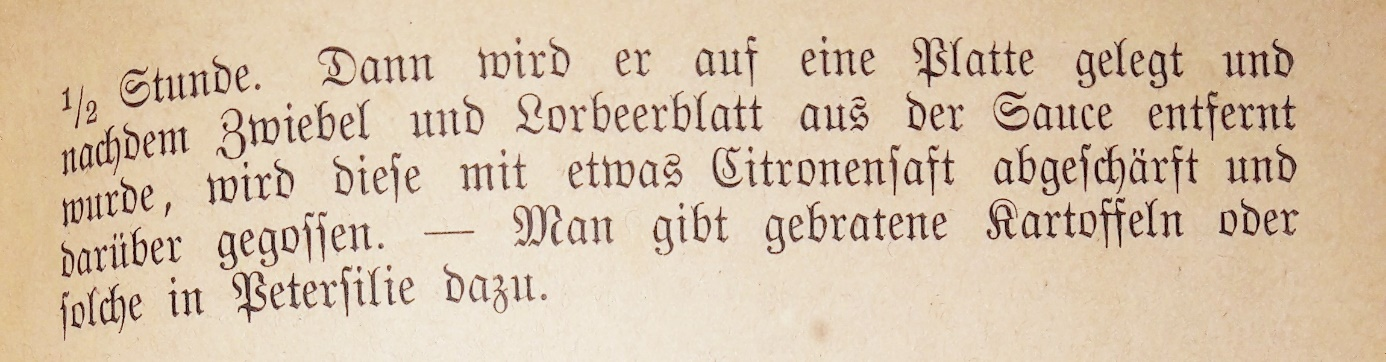 1/2 Stunde. Dann wird er auf eine Platte gelegt und
nachdem Zwiebel und Lorbeerblatt aus der Sauce entfernt
wurde, wird dieſe mit etwas Citronenſaft abgeſchärft und
darüber gegoſſen. — Man gibt gebratene Kartoffeln oder
ſolche in Peterſilie dazu.